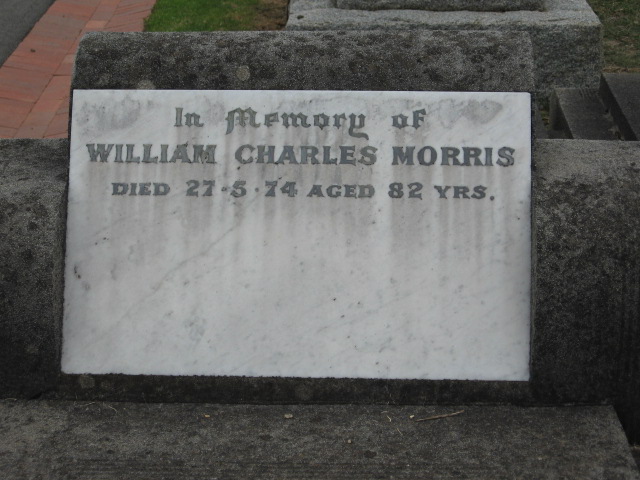 In Memory of
WILLIAM CHARLES MORRIS
DIED 27-5-74 AGED 82 YRS.